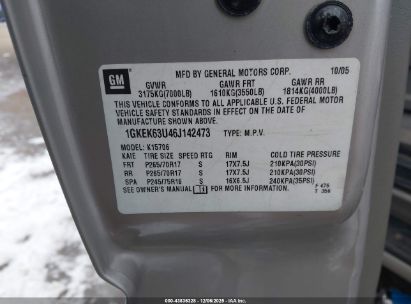 GM
MFD BY GENERAL MOTORS CORP. 10/05
GVWR GAWR FRT GAWR RR
3175KG(7000LB) 1610KG(3550LB) 1814KG(4000LB)
THIS VEHICLE CONFORMS TO ALL APPLICABLE U.S. FEDERAL MOTOR
VEHICLE SAFETY STANDARDS IN EFFECT ON THE DATE OF
MANUFACTURE SHOWN ABOVE.
1GKEK63U46J142473 TYPE: M.P.V.
MODEL: K15706
TIRE SIZE SPEED RTG RIM COLD TIRE PRESSURE
FRT P265/70R17 S 17X7.5J 210KPA(30PSI)
RR P265/70R17 S 17X7.5J 210KPA(30PSI)
SPA P245/75R16 S 16X6.5J 240KPA(35PSI)
SEE OWNER'S MANUAL FOR MORE INFORMATION.
F 475
T 356